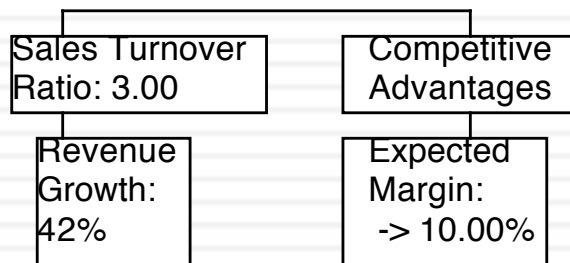 Sales Turnover
Ratio: 3.00
Competitive
Advantages
Revenue
Growth:
42%
Expected
Margin:
-> 10.00%